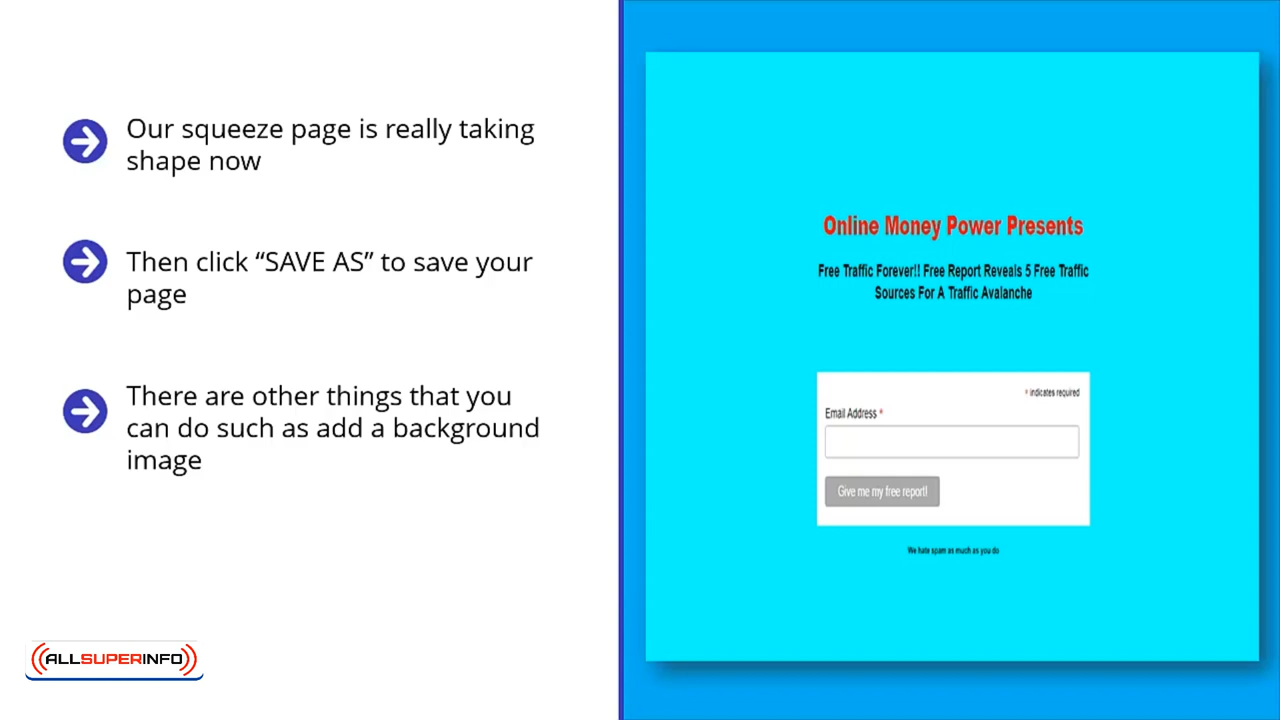 Our squeeze page is really taking
shape now
Then click “SAVE AS” to save your
page
There are other things that you
can do such as add a background
image
ALLSUPERINFO
Online Money Power Presents
Free Traffic Forever!! Free Report Reveals 5 Free Traffic
Sources For A Traffic Avalanche
* indicates required
Email Address *
Give me my free report!
We hate spam as much as you do